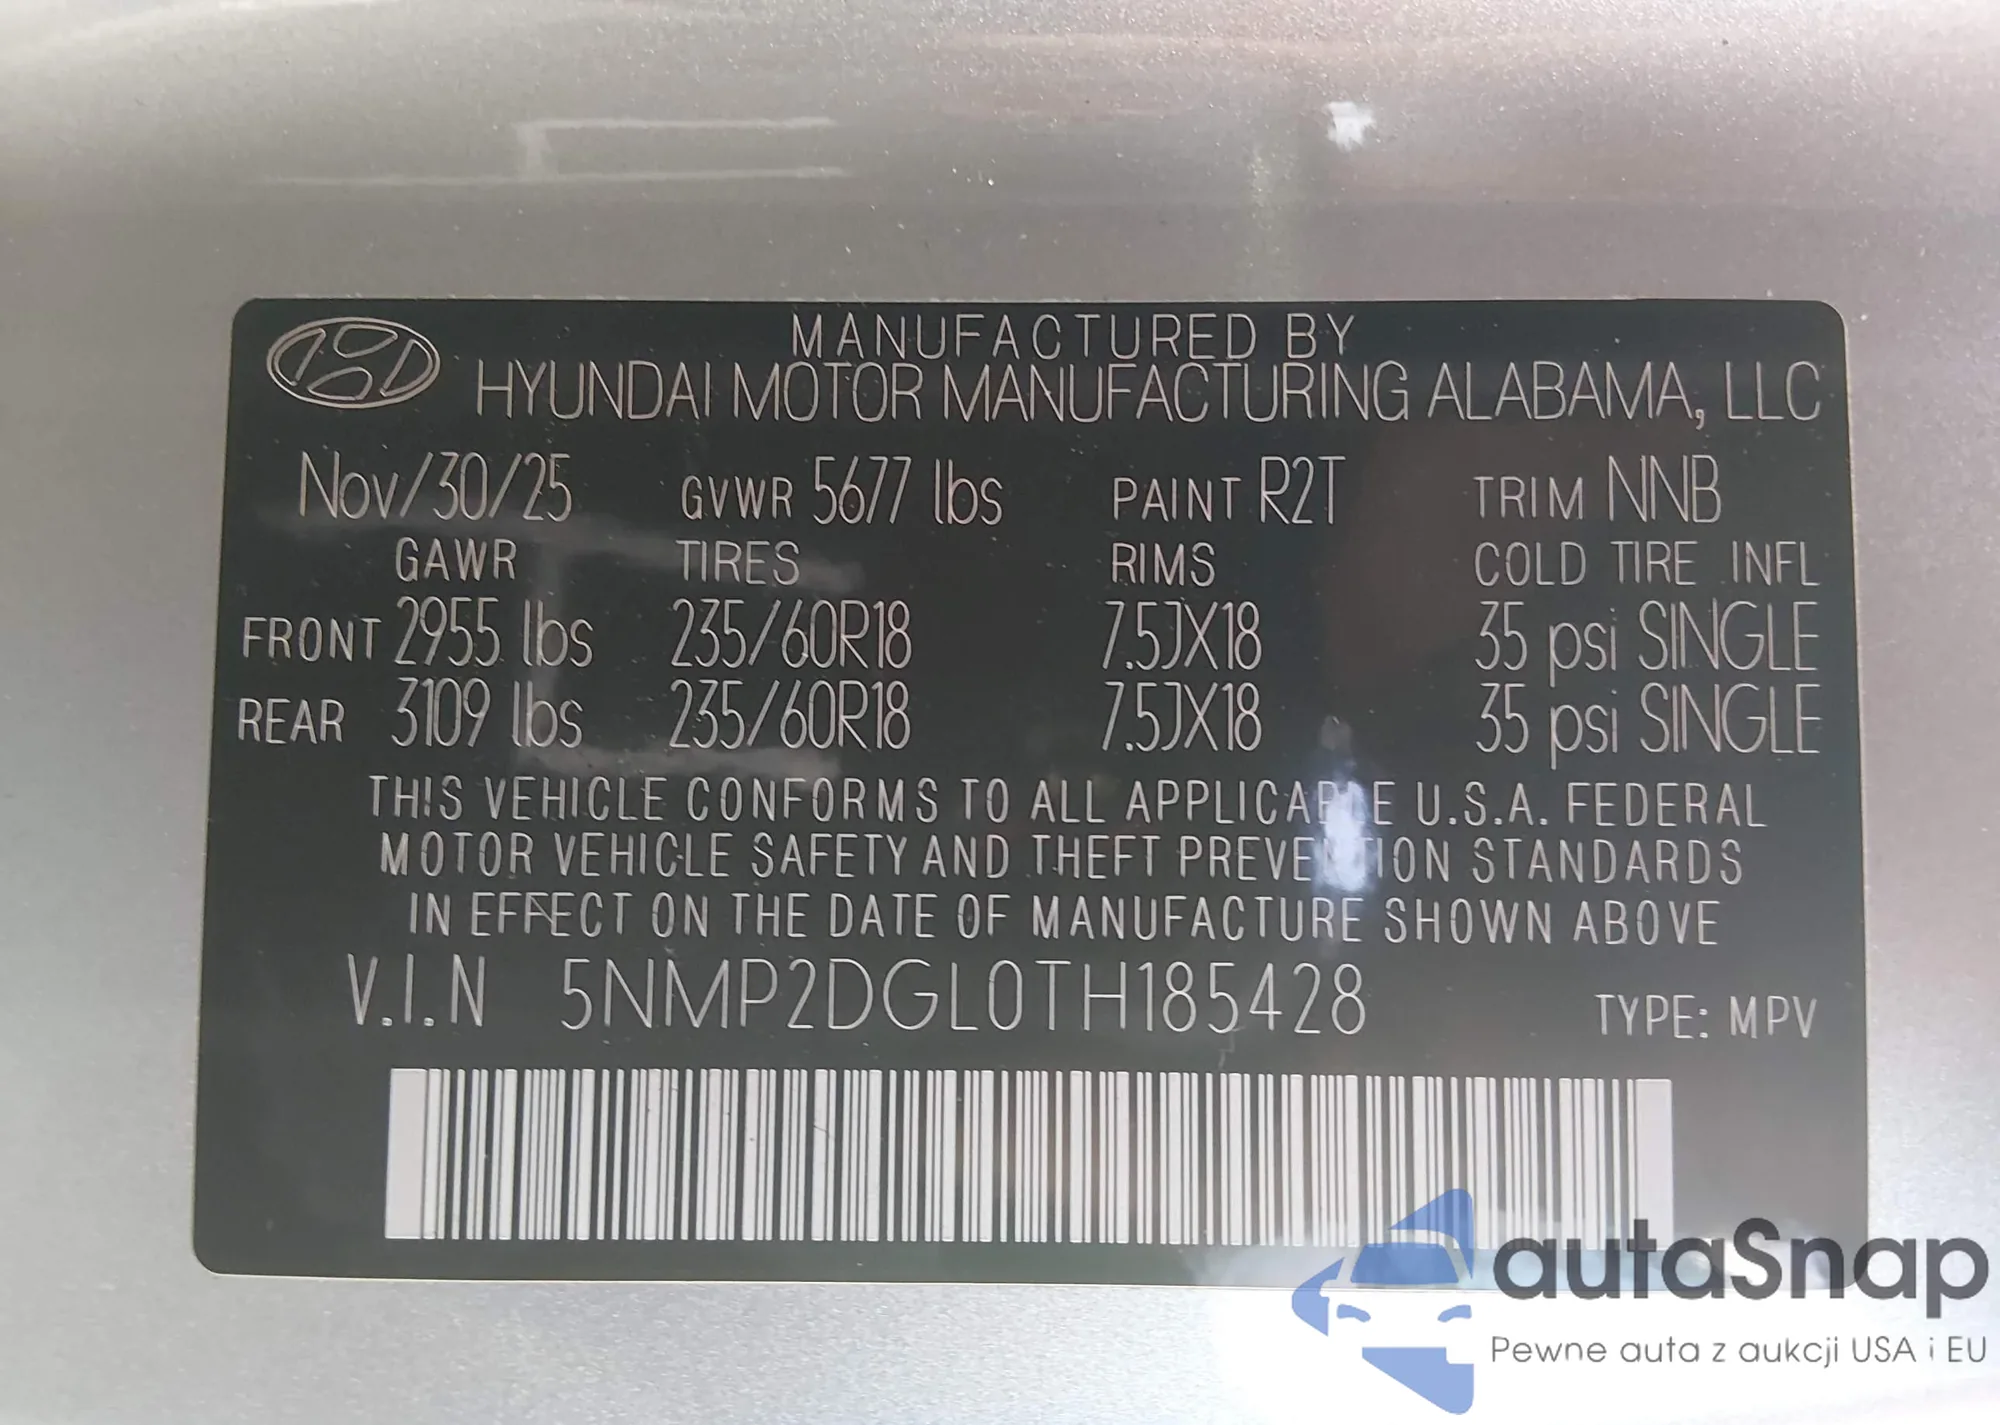 MANUFACTURED BY
HYUNDAI MOTOR MANUFACTURING ALABAMA, LLC
Nov/30/25 GVWR 5677 lbs PAINT R2T TRIM NNB
GAWR TIRES RIMS COLD TIRE INFL
FRONT 2955 lbs 235/60R18 7.5JX18 35 psi SINGLE
REAR 3109 lbs 235/60R18 7.5JX18 35 psi SINGLE
THIS VEHICLE CONFORMS TO ALL APPLICABLE U.S.A. FEDERAL
MOTOR VEHICLE SAFETY AND THEFT PREVENTION STANDARDS
IN EFFECT ON THE DATE OF MANUFACTURE SHOWN ABOVE
V.I.N 5NMP2DGL0TH185428 TYPE: MPV
autaSnap
Pewne auta z aukcji USA i EU